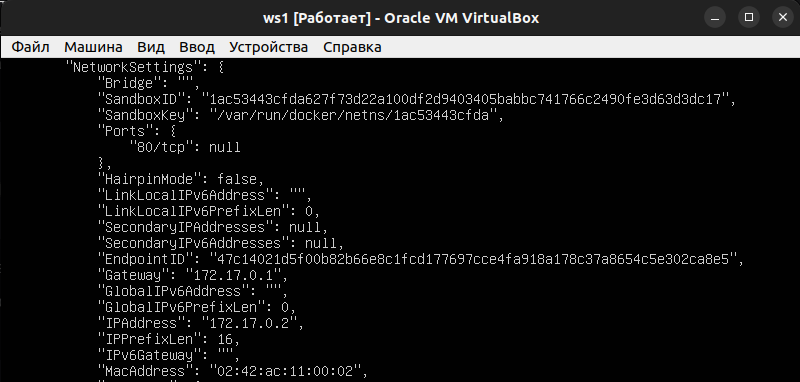 ws1 [Работает] - Oracle VM VirtualBox
Файл Машина Вид Ввод Устройства Справка
"NetworkSettings": {
"Bridge": "",
"SandboxID": "1ac53443cfda627f73d22a100df2d9403405babbc741766c2490fe3d63d3dc17",
"SandboxKey": "/var/run/docker/netns/1ac53443cfda",
"Ports": {
"80/tcp": null
},
"HairpinMode": false,
"LinkLocalIPv6Address": "",
"LinkLocalIPv6PrefixLen": 0,
"SecondaryIPAddresses": null,
"SecondaryIPv6Addresses": null,
"EndpointID": "47c14021d5f00b82b66e8c1fcd177697cce4fa918a178c37a8654c5e302ca8e5",
"Gateway": "172.17.0.1",
"GlobalIPv6Address": "",
"GlobalIPv6PrefixLen": 0,
"IPAddress": "172.17.0.2",
"IPPrefixLen": 16,
"IPv6Gateway": "",
"MacAddress": "02:42:ac:11:00:02",